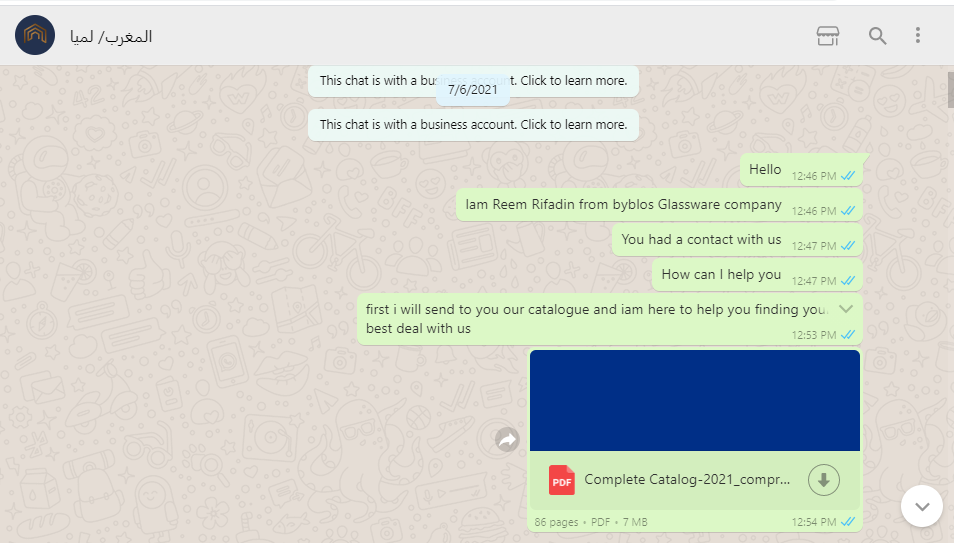 المغرب/ لميا
This chat is with a business account. Click to learn more.
7/6/2021
This chat is with a business account. Click to learn more.
Hello
12:46 PM
Iam Reem Rifadin from byblos Glassware company
12:46 PM
You had a contact with us
12:47 PM
How can I help you
12:47 PM
first i will send to you our catalogue and iam here to help you finding you
best deal with us
12:53 PM
PDF
Complete Catalog-2021_compr...
86 pages • PDF • 7 MB
12:54 PM